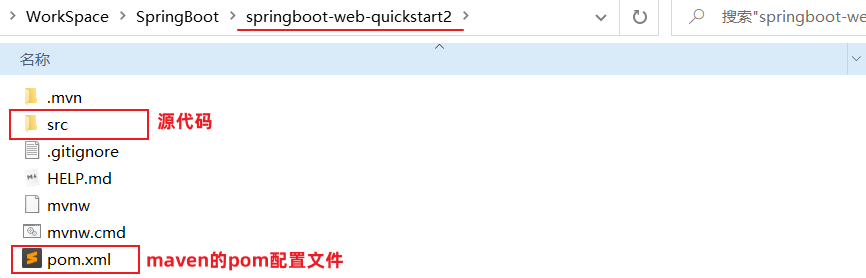 WorkSpace > SpringBoot > springboot-web-quickstart2 >
搜索"springboot-we
名称
.mvn
src 源代码
.gitignore
HELP.md
mvnw
mvnw.cmd
pom.xml maven的pom配置文件